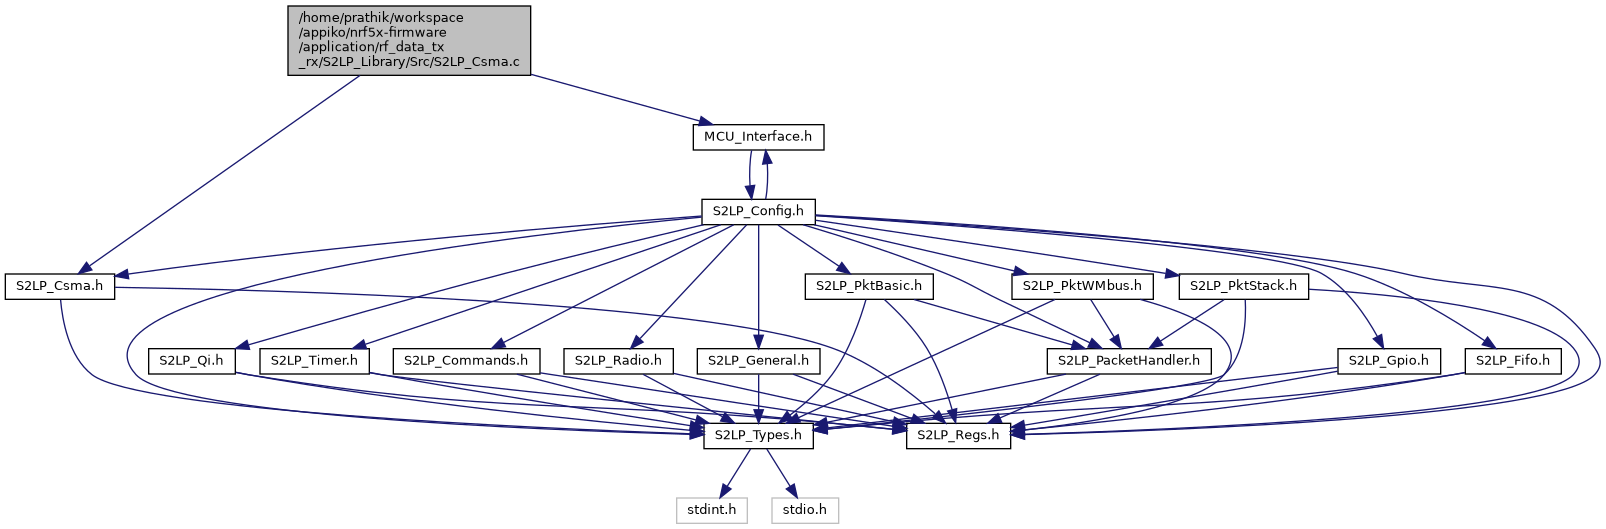 /home/prathik/workspace
/appiko/nrf5x-firmware
/application/rf_data_tx
_rx/S2LP_Library/Src/S2LP_Csma.c
MCU_Interface.h
S2LP_Config.h
S2LP_Csma.h
S2LP_PktBasic.h
S2LP_PktWMbus.h
S2LP_PktStack.h
S2LP_Qi.h
S2LP_Timer.h
S2LP_Commands.h
S2LP_Radio.h
S2LP_General.h
S2LP_PacketHandler.h
S2LP_Gpio.h
S2LP_Fifo.h
S2LP_Types.h
S2LP_Regs.h
stdint.h
stdio.h